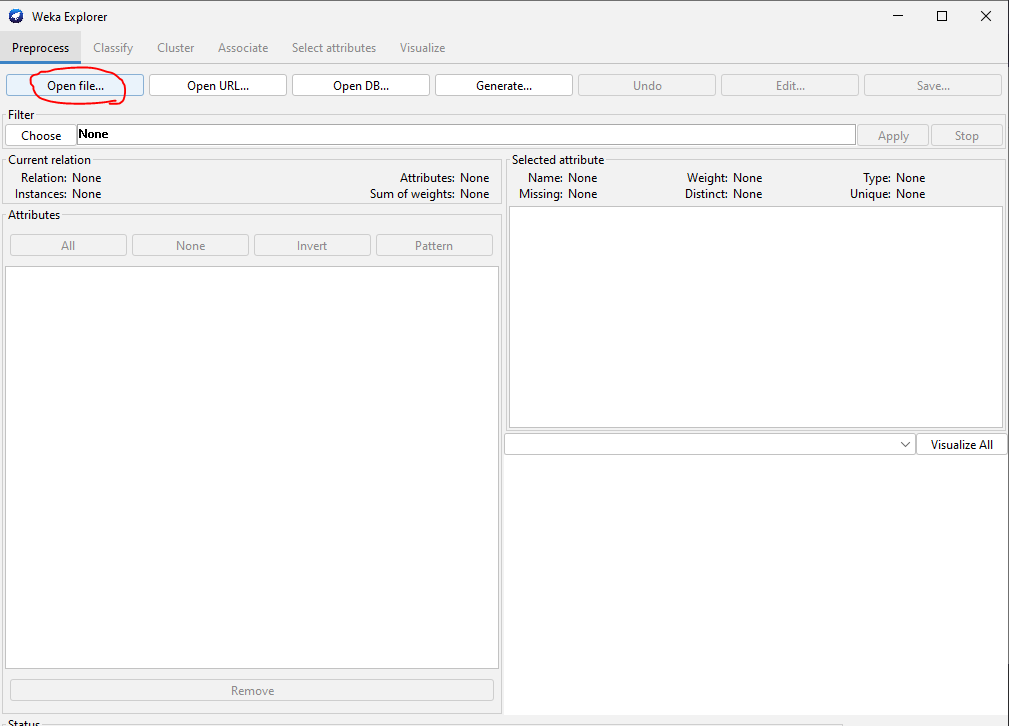 Weka Explorer
Preprocess Classify Cluster Associate Select attributes Visualize
Open file... Open URL... Open DB... Generate... Undo Edit... Save...
Filter
Choose None Apply Stop
Current relation
Relation: None Attributes: None
Instances: None Sum of weights: None
Selected attribute
Name: None Weight: None Type: None
Missing: None Distinct: None Unique: None
Attributes
All None Invert Pattern
Visualize All
Remove
Status